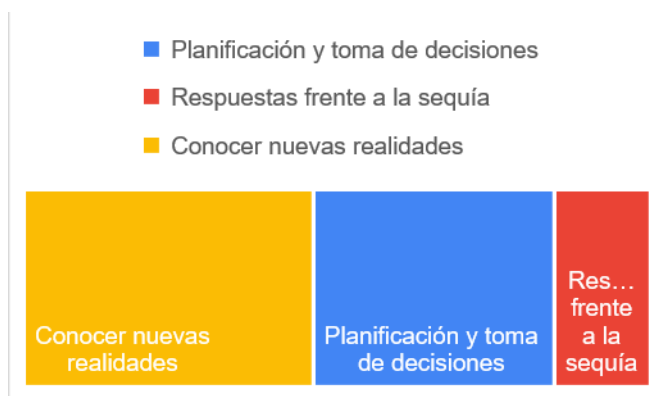 Planificación y toma de decisiones
Respuestas frente a la sequía
Conocer nuevas realidades
Conocer nuevas
realidades
Planificación y toma
de decisiones
Res…
frente
a la
sequía